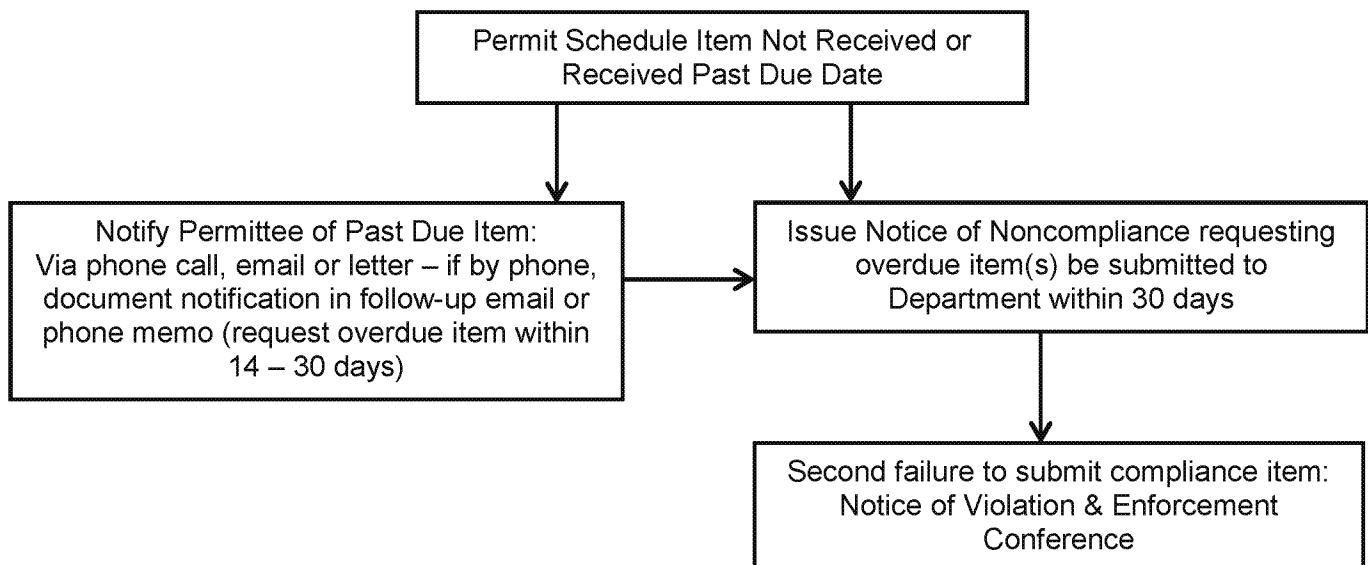 Permit Schedule Item Not Received or
Received Past Due Date
Notify Permittee of Past Due Item:
Via phone call, email or letter – if by phone,
document notification in follow-up email or
phone memo (request overdue item within
14 – 30 days)
Issue Notice of Noncompliance requesting
overdue item(s) be submitted to
Department within 30 days
Second failure to submit compliance item:
Notice of Violation & Enforcement
Conference